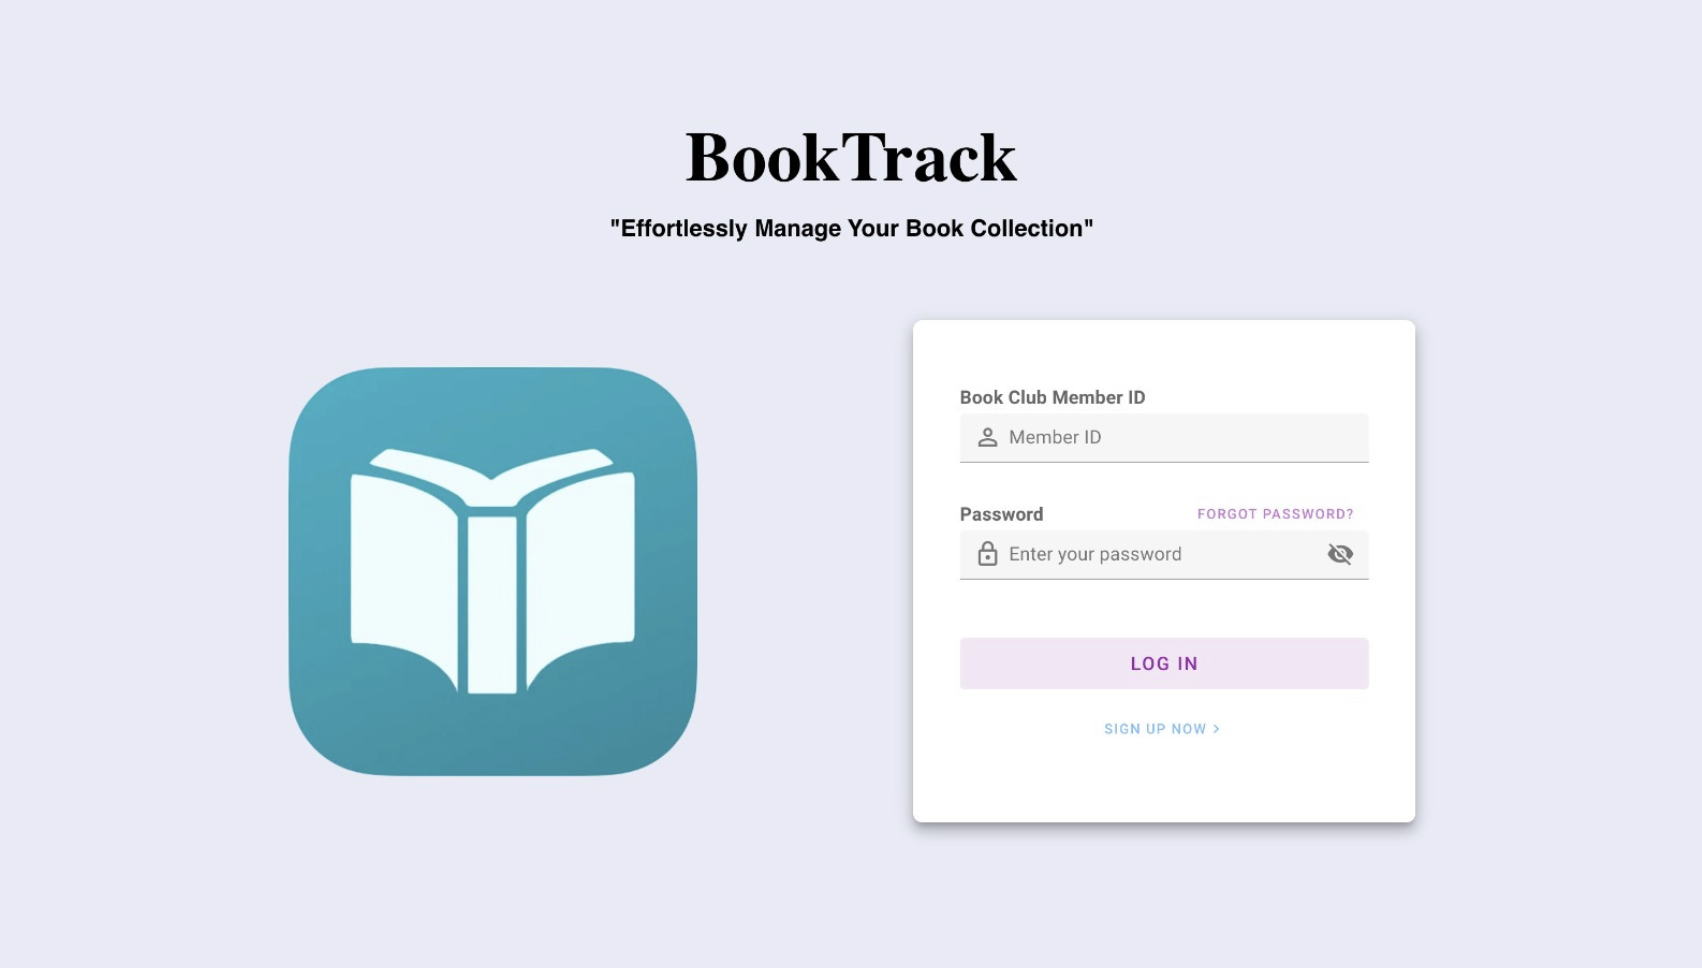 BookTrack
"Effortlessly Manage Your Book Collection"
Book Club Member ID
Member ID
Password FORGOT PASSWORD?
Enter your password
LOG IN
SIGN UP NOW >